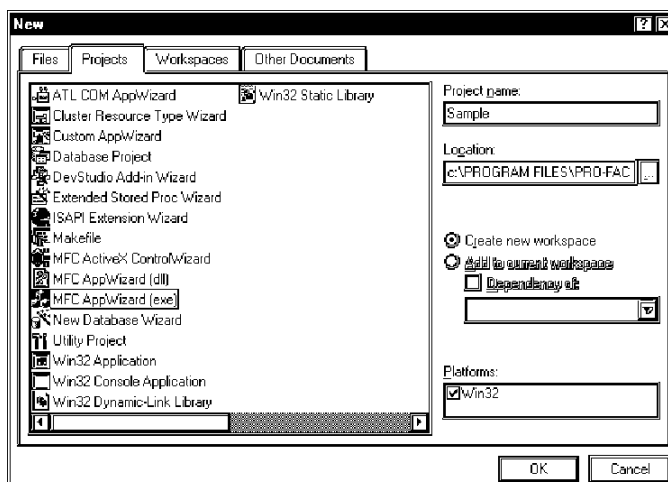 New
Files Projects Workspaces Other Documents
ATL COM AppWizard
Cluster Resource Type Wizard
Custom AppWizard
Database Project
DevStudio Add-in Wizard
Extended Stored Proc Wizard
ISAPI Extension Wizard
Makefile
MFC ActiveX ControlWizard
MFC AppWizard (dll)
MFC AppWizard (exe)
New Database Wizard
Utility Project
Win32 Application
Win32 Console Application
Win32 Dynamic-Link Library
Win32 Static Library
Project name:
Sample
Location:
c:\PROGRAM FILES\PRO-FAC
...
Create new workspace
Add to current workspace
Dependency of:
Platforms:
Win32
OK Cancel